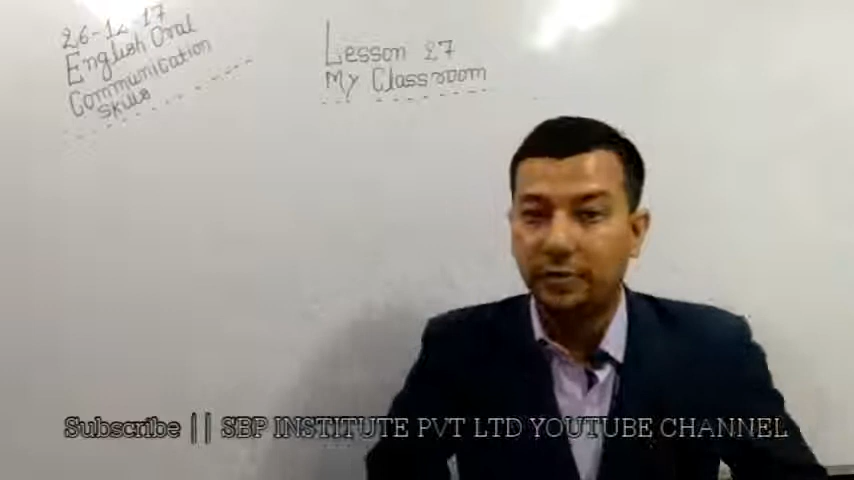 26-12-17
English Oral
Communication
Skills
Lesson 27
My Classroom
Subscribe || SBP INSTITUTE PVT LTD YOUTUBE CHANNEL